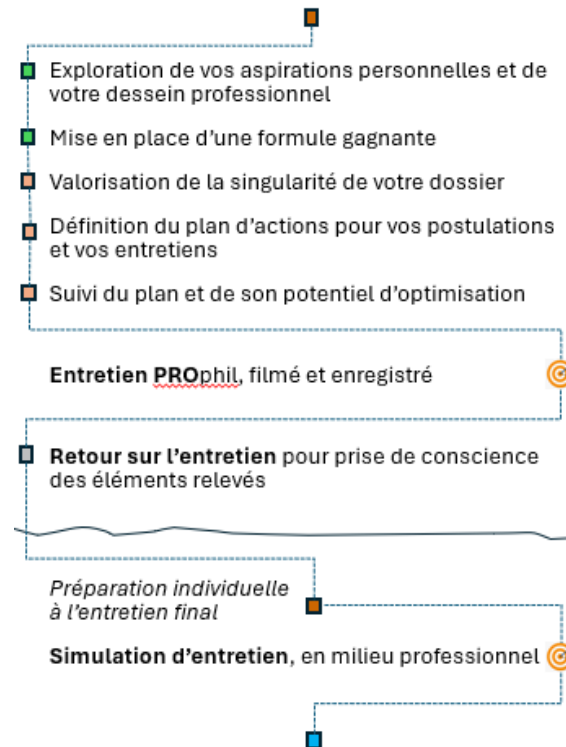 Exploration de vos aspirations personnelles et de
votre dessein professionnel
Mise en place d’une formule gagnante
Valorisation de la singularité de votre dossier
Définition du plan d’actions pour vos postulations
et vos entretiens
Suivi du plan et de son potentiel d’optimisation
Entretien PROphil, filmé et enregistré
Retour sur l’entretien pour prise de conscience
des éléments relevés
Préparation individuelle
à l’entretien final
Simulation d’entretien, en milieu professionnel